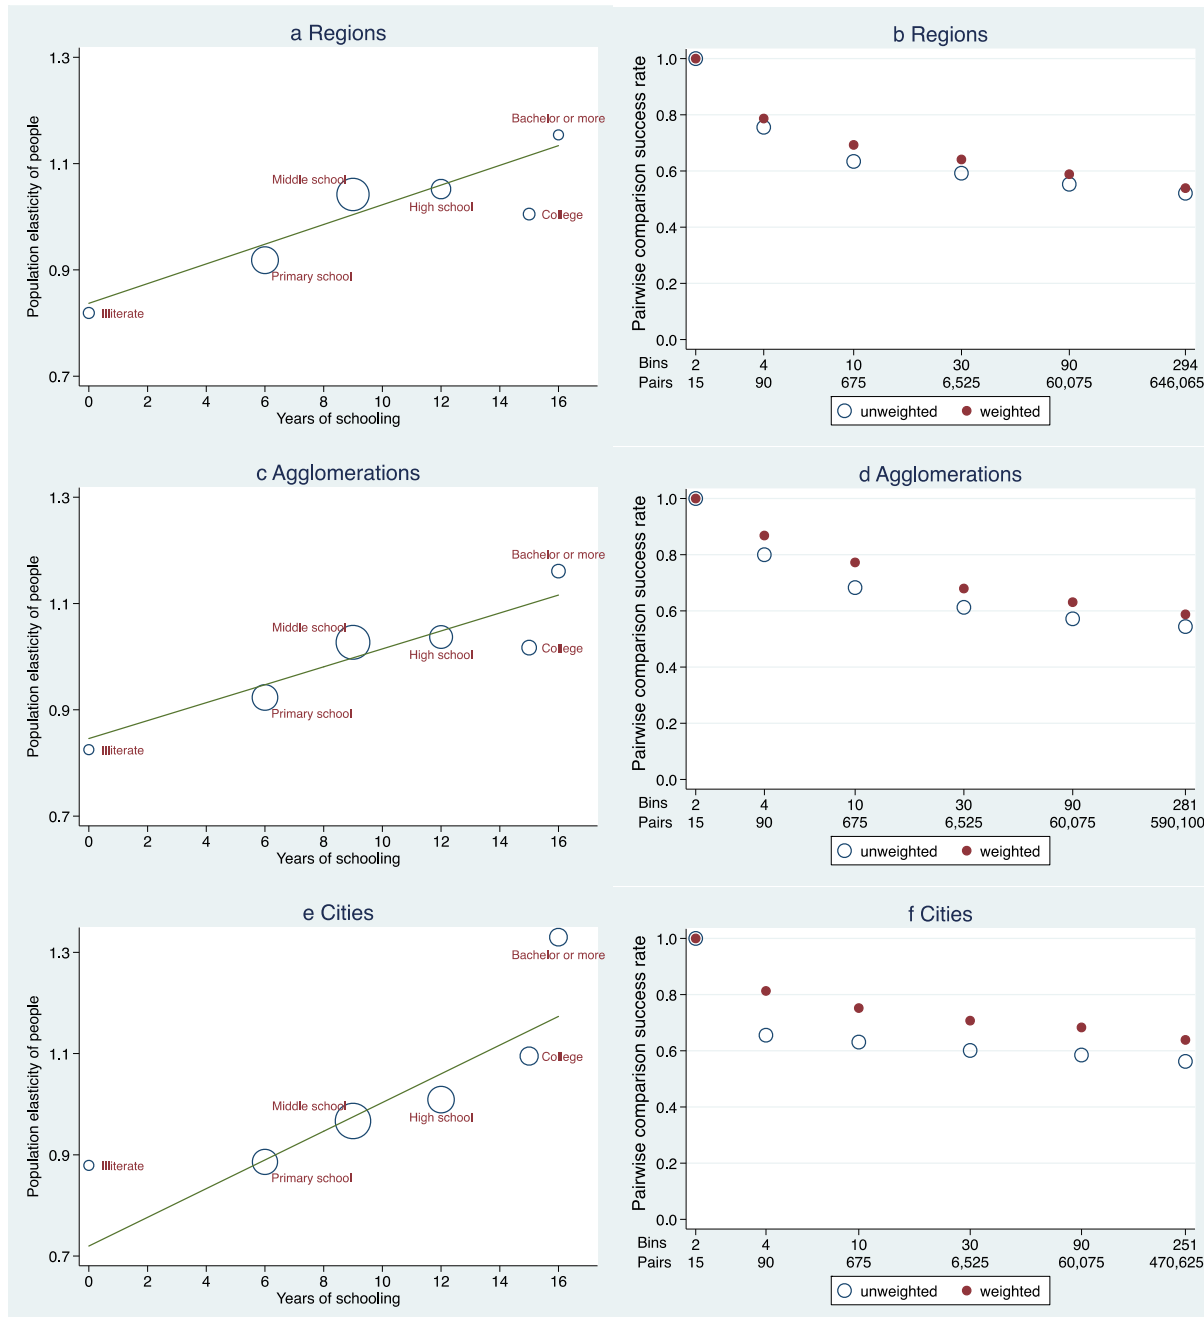 a Regions
Population elasticity of people
1.3
1.1
0.9
0.7
Bachelor or more
Middle school
High school
College
Primary school
Illiterate
0 2 4 6 8 10 12 14 16
Years of schooling
b Regions
Pairwise comparison success rate
1.0
0.8
0.6
0.4
0.2
0.0
Bins 2 4 10 30 90 294
Pairs 15 90 675 6,525 60,075 646,065
unweighted weighted
c Agglomerations
Population elasticity of people
1.3
1.1
0.9
0.7
Bachelor or more
Middle school
High school
College
Primary school
Illiterate
0 2 4 6 8 10 12 14 16
Years of schooling
d Agglomerations
Pairwise comparison success rate
1.0
0.8
0.6
0.4
0.2
0.0
Bins 2 4 10 30 90 281
Pairs 15 90 675 6,525 60,075 590,100
unweighted weighted
e Cities
Population elasticity of people
1.3
1.1
0.9
0.7
Bachelor or more
College
Middle school
High school
Illiterate
Primary school
0 2 4 6 8 10 12 14 16
Years of schooling
f Cities
Pairwise comparison success rate
1.0
0.8
0.6
0.4
0.2
0.0
Bins 2 4 10 30 90 251
Pairs 15 90 675 6,525 60,075 470,625
unweighted weighted